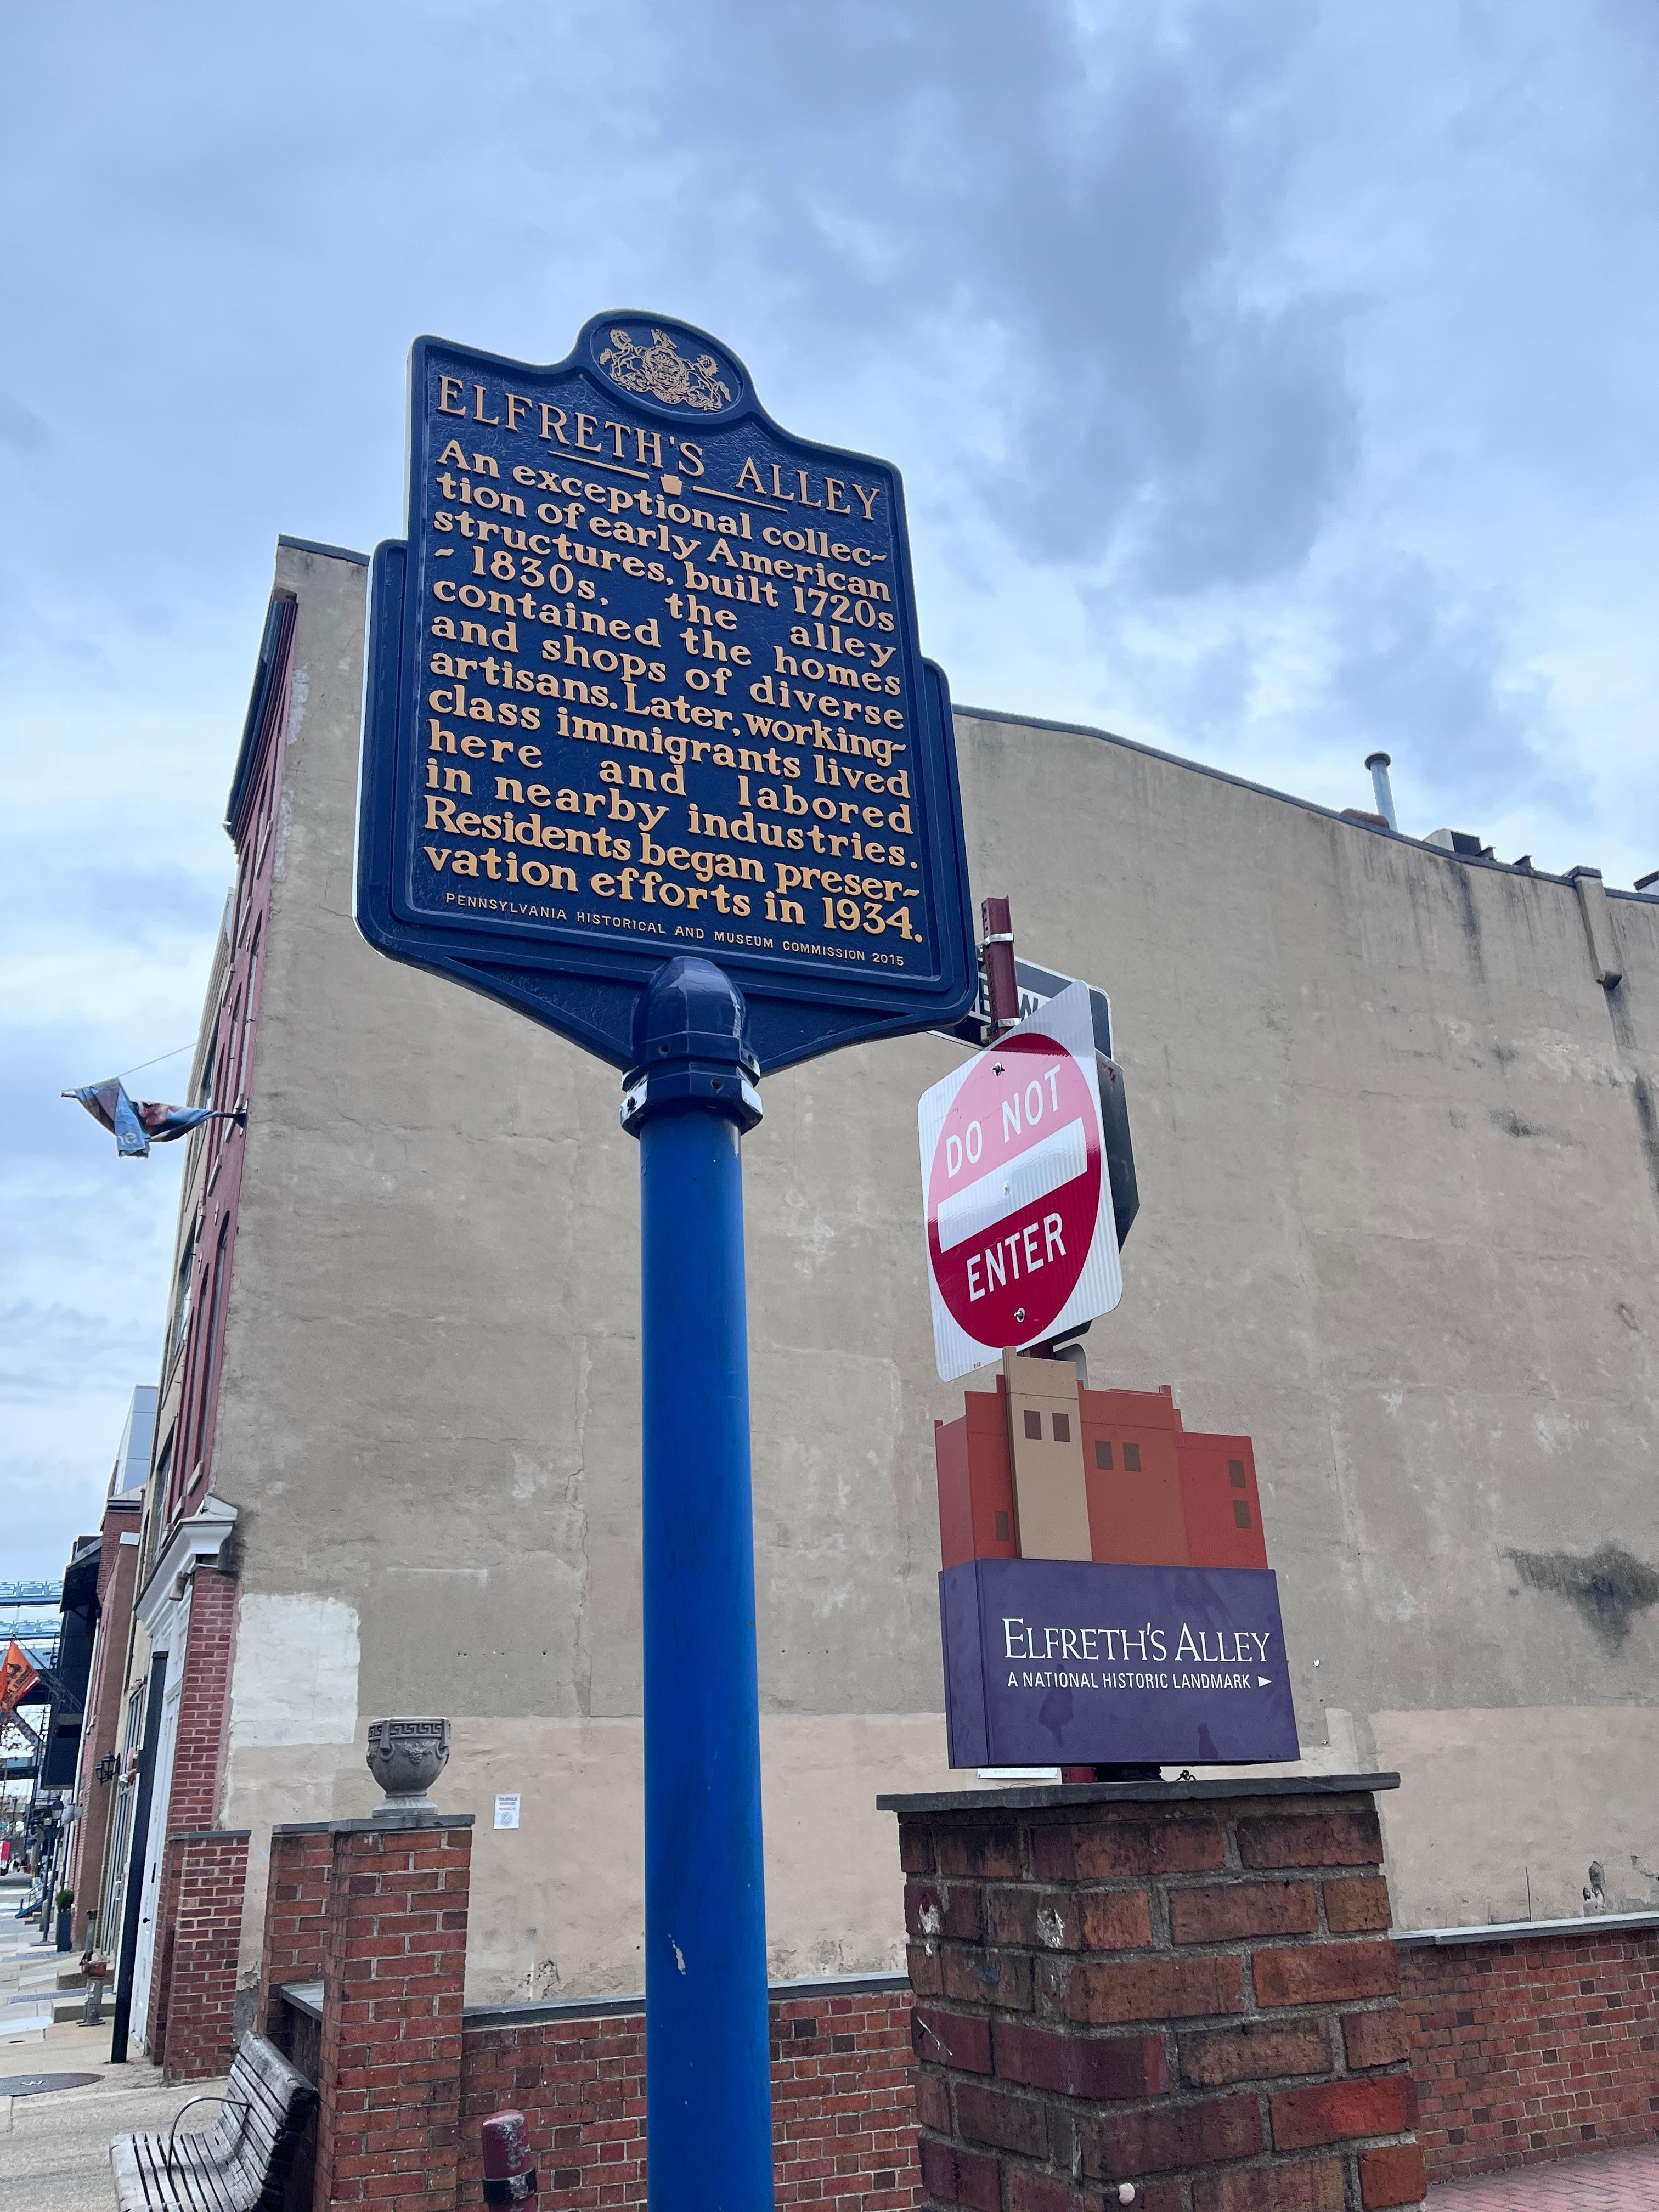 ELFRETH'S ALLEY
An exceptional collec-
tion of early American
structures, built 1720s
- 1830s, the alley
contained the homes
and shops of diverse
artisans. Later, working-
class immigrants lived
here and labored
in nearby industries.
Residents began preser-
vation efforts in 1934.
PENNSYLVANIA HISTORICAL AND MUSEUM COMMISSION 2015
DO NOT
ENTER
ELFRETH'S ALLEY
A NATIONAL HISTORIC LANDMARK